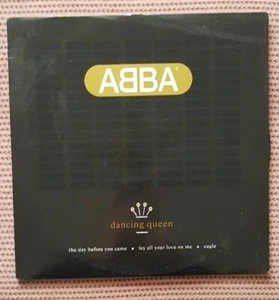 ABBA
dancing queen
the day before you came • lay all your love on me • eagle